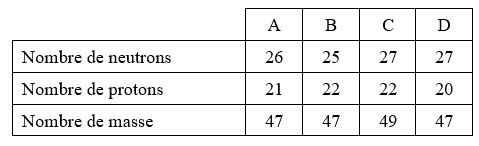 A B C D
Nombre de neutrons 26 25 27 27
Nombre de protons 21 22 22 20
Nombre de masse 47 47 49 47